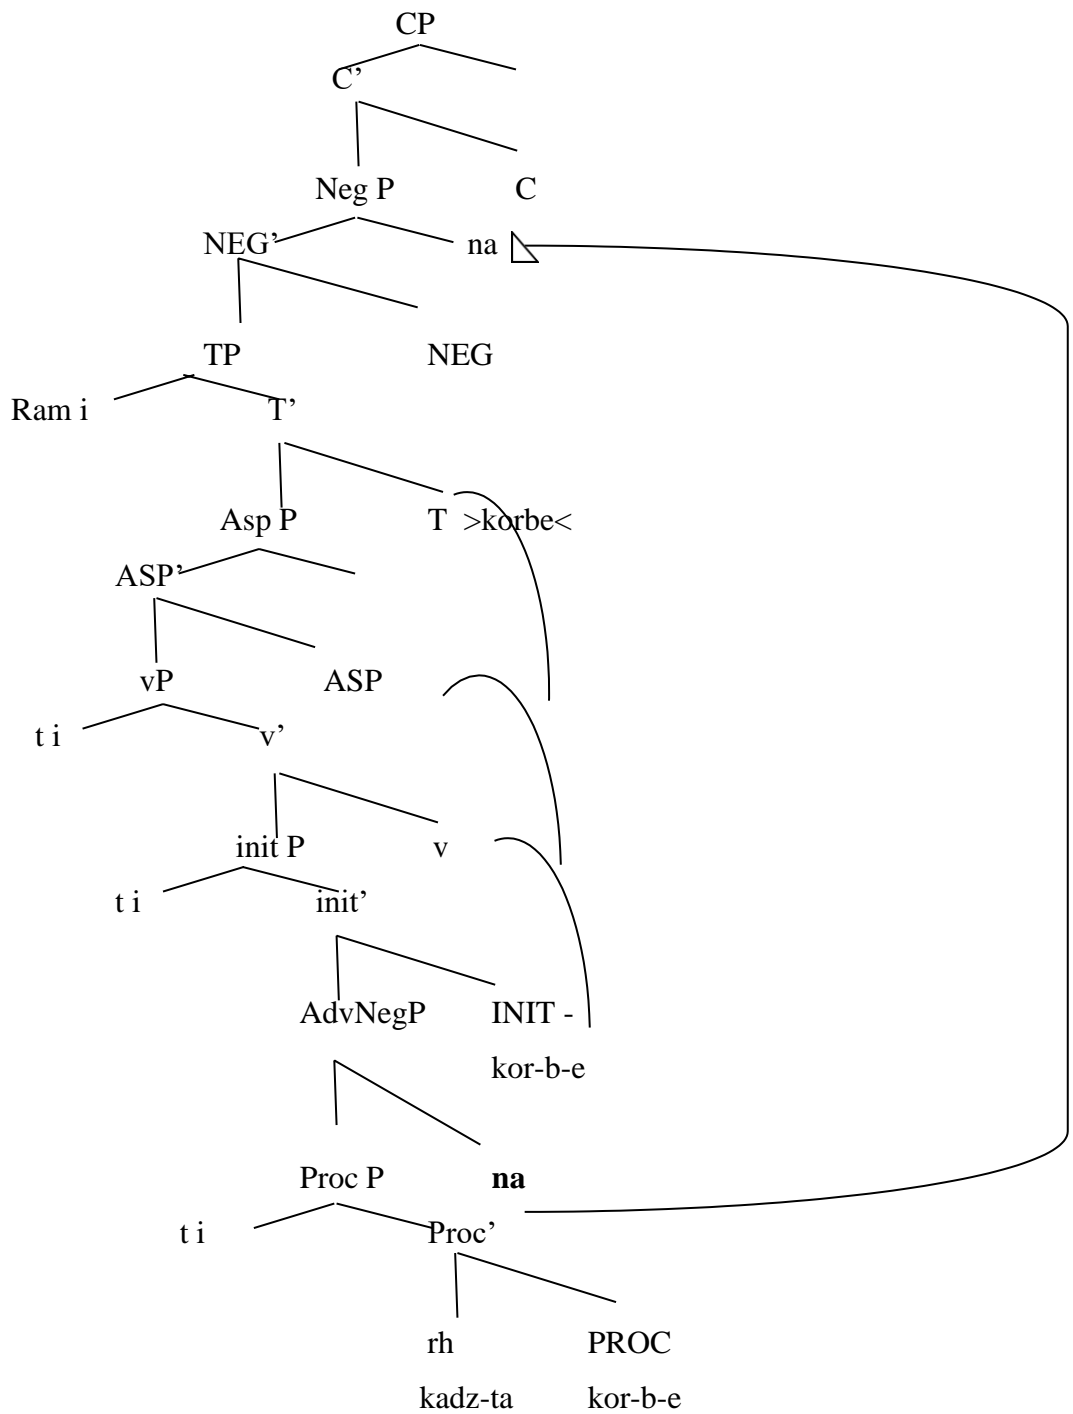 CP
C’
Neg P C
NEG’ na
TP NEG
Ram i T’
Asp P T >korbe<
ASP’
vP ASP
t i v’
init P v
t i init’
AdvNegP INIT -
kor-b-e
Proc P na
t i Proc’
rh PROC
kadz-ta kor-b-e